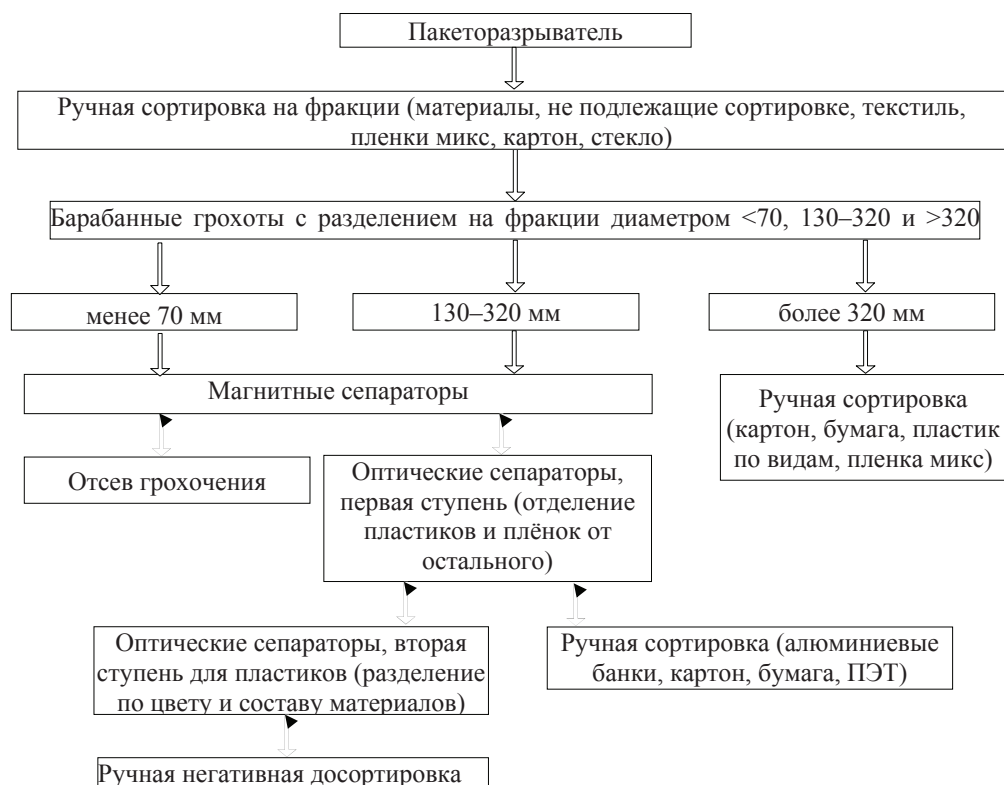 Пакеторазрыватель
Ручная сортировка на фракции (материалы, не подлежащие сортировке, текстиль,
пленки микс, картон, стекло)
Барабанные грохоты с разделением на фракции диаметром <70, 130–320 и >320
менее 70 мм
130–320 мм
более 320 мм
Магнитные сепараторы
Ручная сортировка
(картон, бумага, пластик
по видам, пленка микс)
Отсев грохочения
Оптические сепараторы,
первая ступень (отделение
пластиков и плёнок от
остального)
Оптические сепараторы, вторая
ступень для пластиков (разделение
по цвету и составу материалов)
Ручная сортировка (алюминиевые
банки, картон, бумага, ПЭТ)
Ручная негативная досортировка